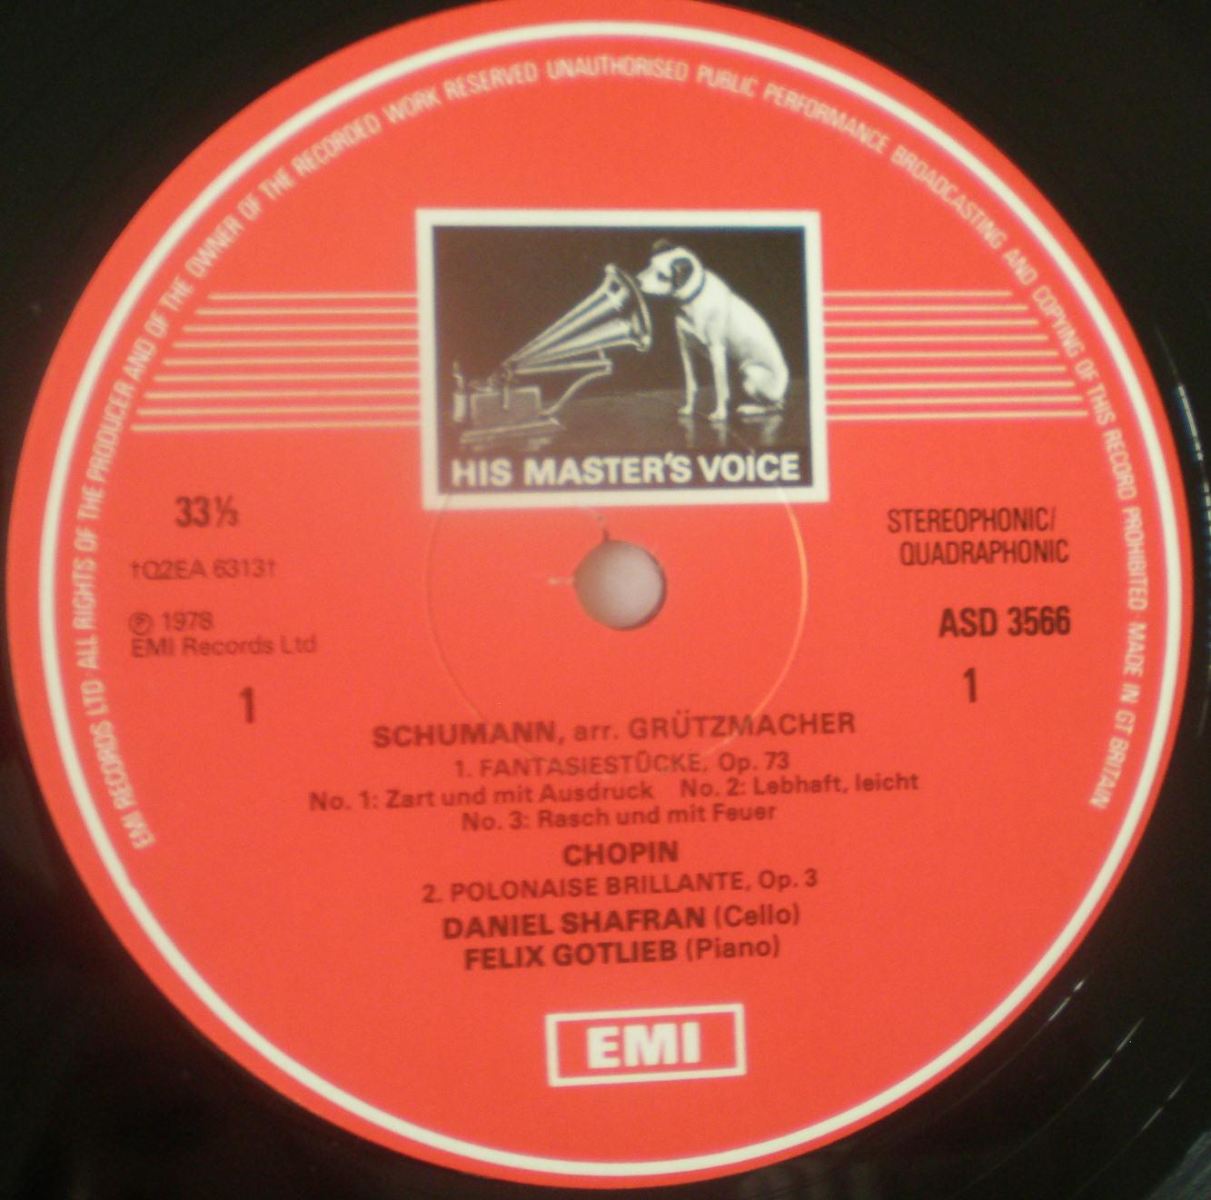 EMI RECORDS LTD ALL RIGHTS OF THE PRODUCER AND OF THE OWNER OF THE RECORDED WORK RESERVED UNAUTHORISED PUBLIC PERFORMANCE BROADCASTING AND COPYING OF THIS RECORD PROHIBITED MADE IN GT BRITAIN
HIS MASTER'S VOICE
33⅓
†Q2EA 6313†
℗ 1978
EMI Records Ltd
1
STEREOPHONIC/
QUADRAPHONIC
ASD 3566
1
SCHUMANN, arr. GRÜTZMACHER
1. FANTASIESTÜCKE, Op. 73
No. 1: Zart und mit Ausdruck No. 2: Lebhaft, leicht
No. 3: Rasch und mit Feuer
CHOPIN
2. POLONAISE BRILLANTE, Op. 3
DANIEL SHAFRAN (Cello)
FELIX GOTLIEB (Piano)
EMI